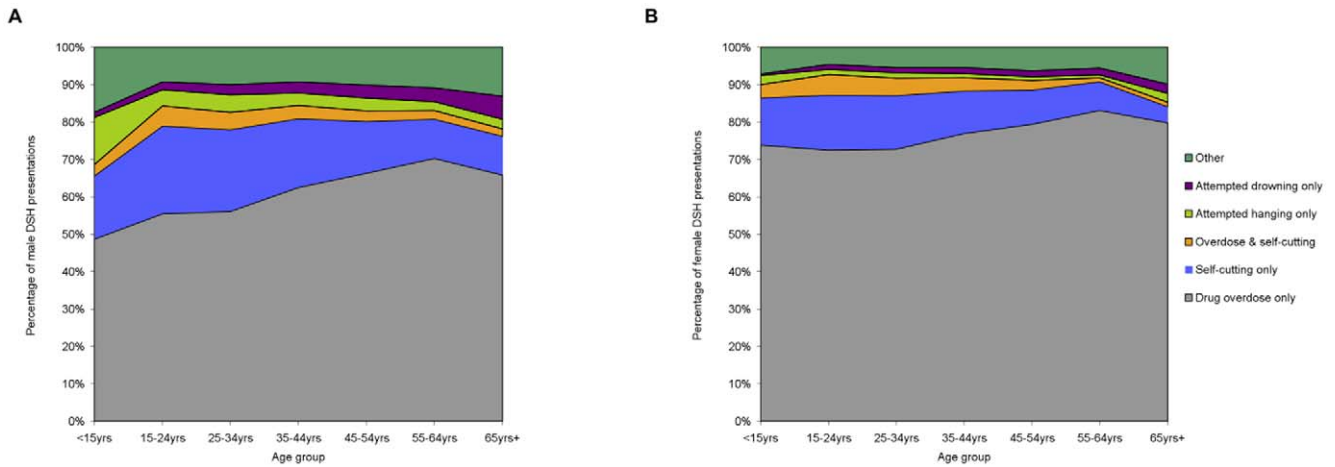 A
100%
90%
80%
70%
60%
50%
40%
30%
20%
10%
0%
Percentage of male DSH presentations
<15yrs 15-24yrs 25-34yrs 35-44yrs 45-54yrs 55-64yrs 65yrs+
Age group
B
100%
90%
80%
70%
60%
50%
40%
30%
20%
10%
0%
Percentage of female DSH presentations
<15yrs 15-24yrs 25-34yrs 35-44yrs 45-54yrs 55-64yrs 65yrs+
Age group
Other
Attempted drowning only
Attempted hanging only
Overdose & self-cutting
Self-cutting only
Drug overdose only